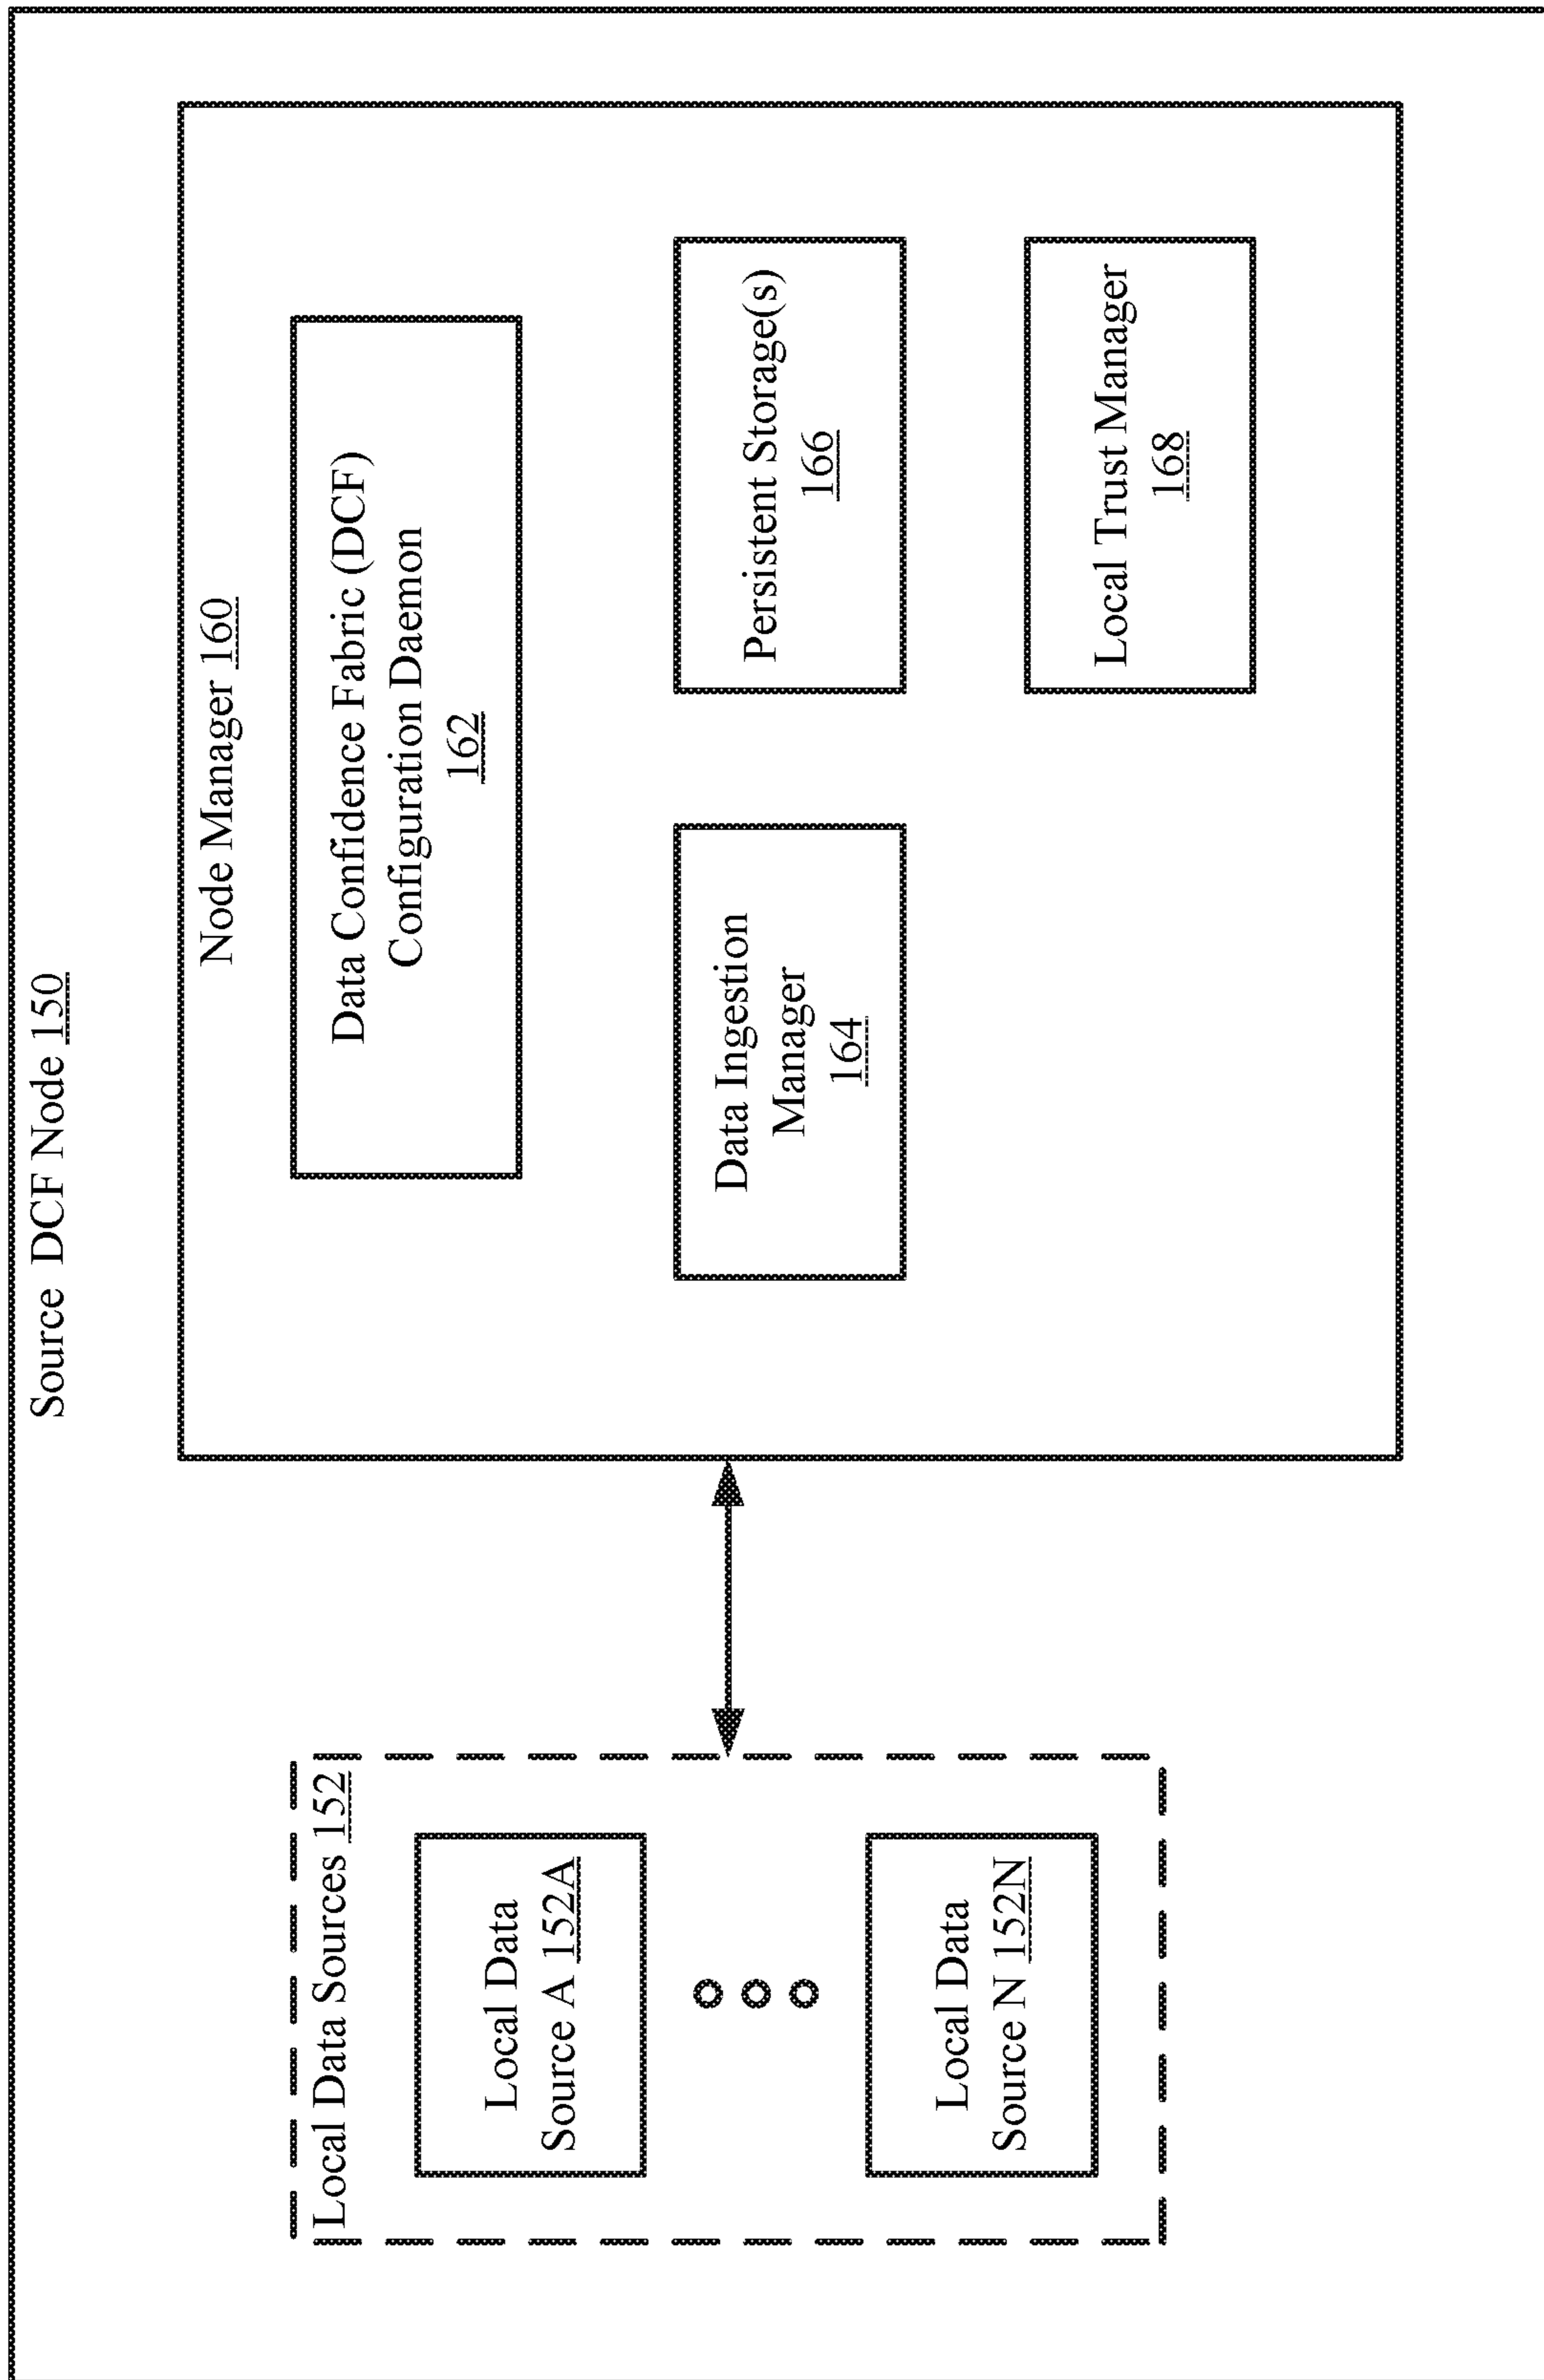 Source DCF Node 150
Local Data Sources 152
Local Data
Source A 152A
Local Data
Source N 152N
Node Manager 160
Data Confidence Fabric (DCF)
Configuration Daemon
162
Data Ingestion
Manager
164
Persistent Storage(s)
166
Local Trust Manager
168